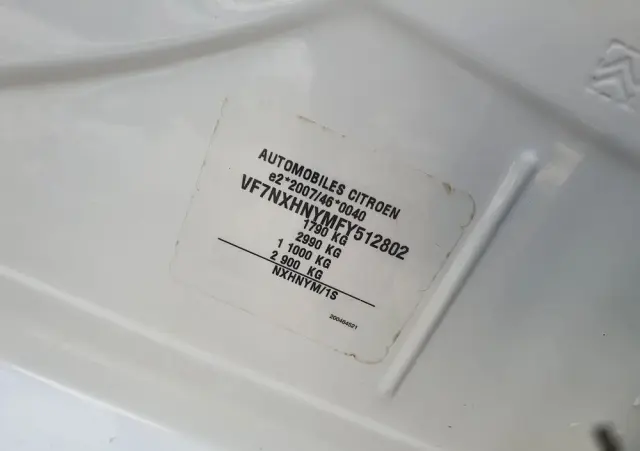 AUTOMOBILES CITROEN
e2*2007/46*0040
VF7NXHNYMFY512802
1790 KG
2990 KG
1 1000 KG
2 900 KG
NXHNYM/1S
200464521